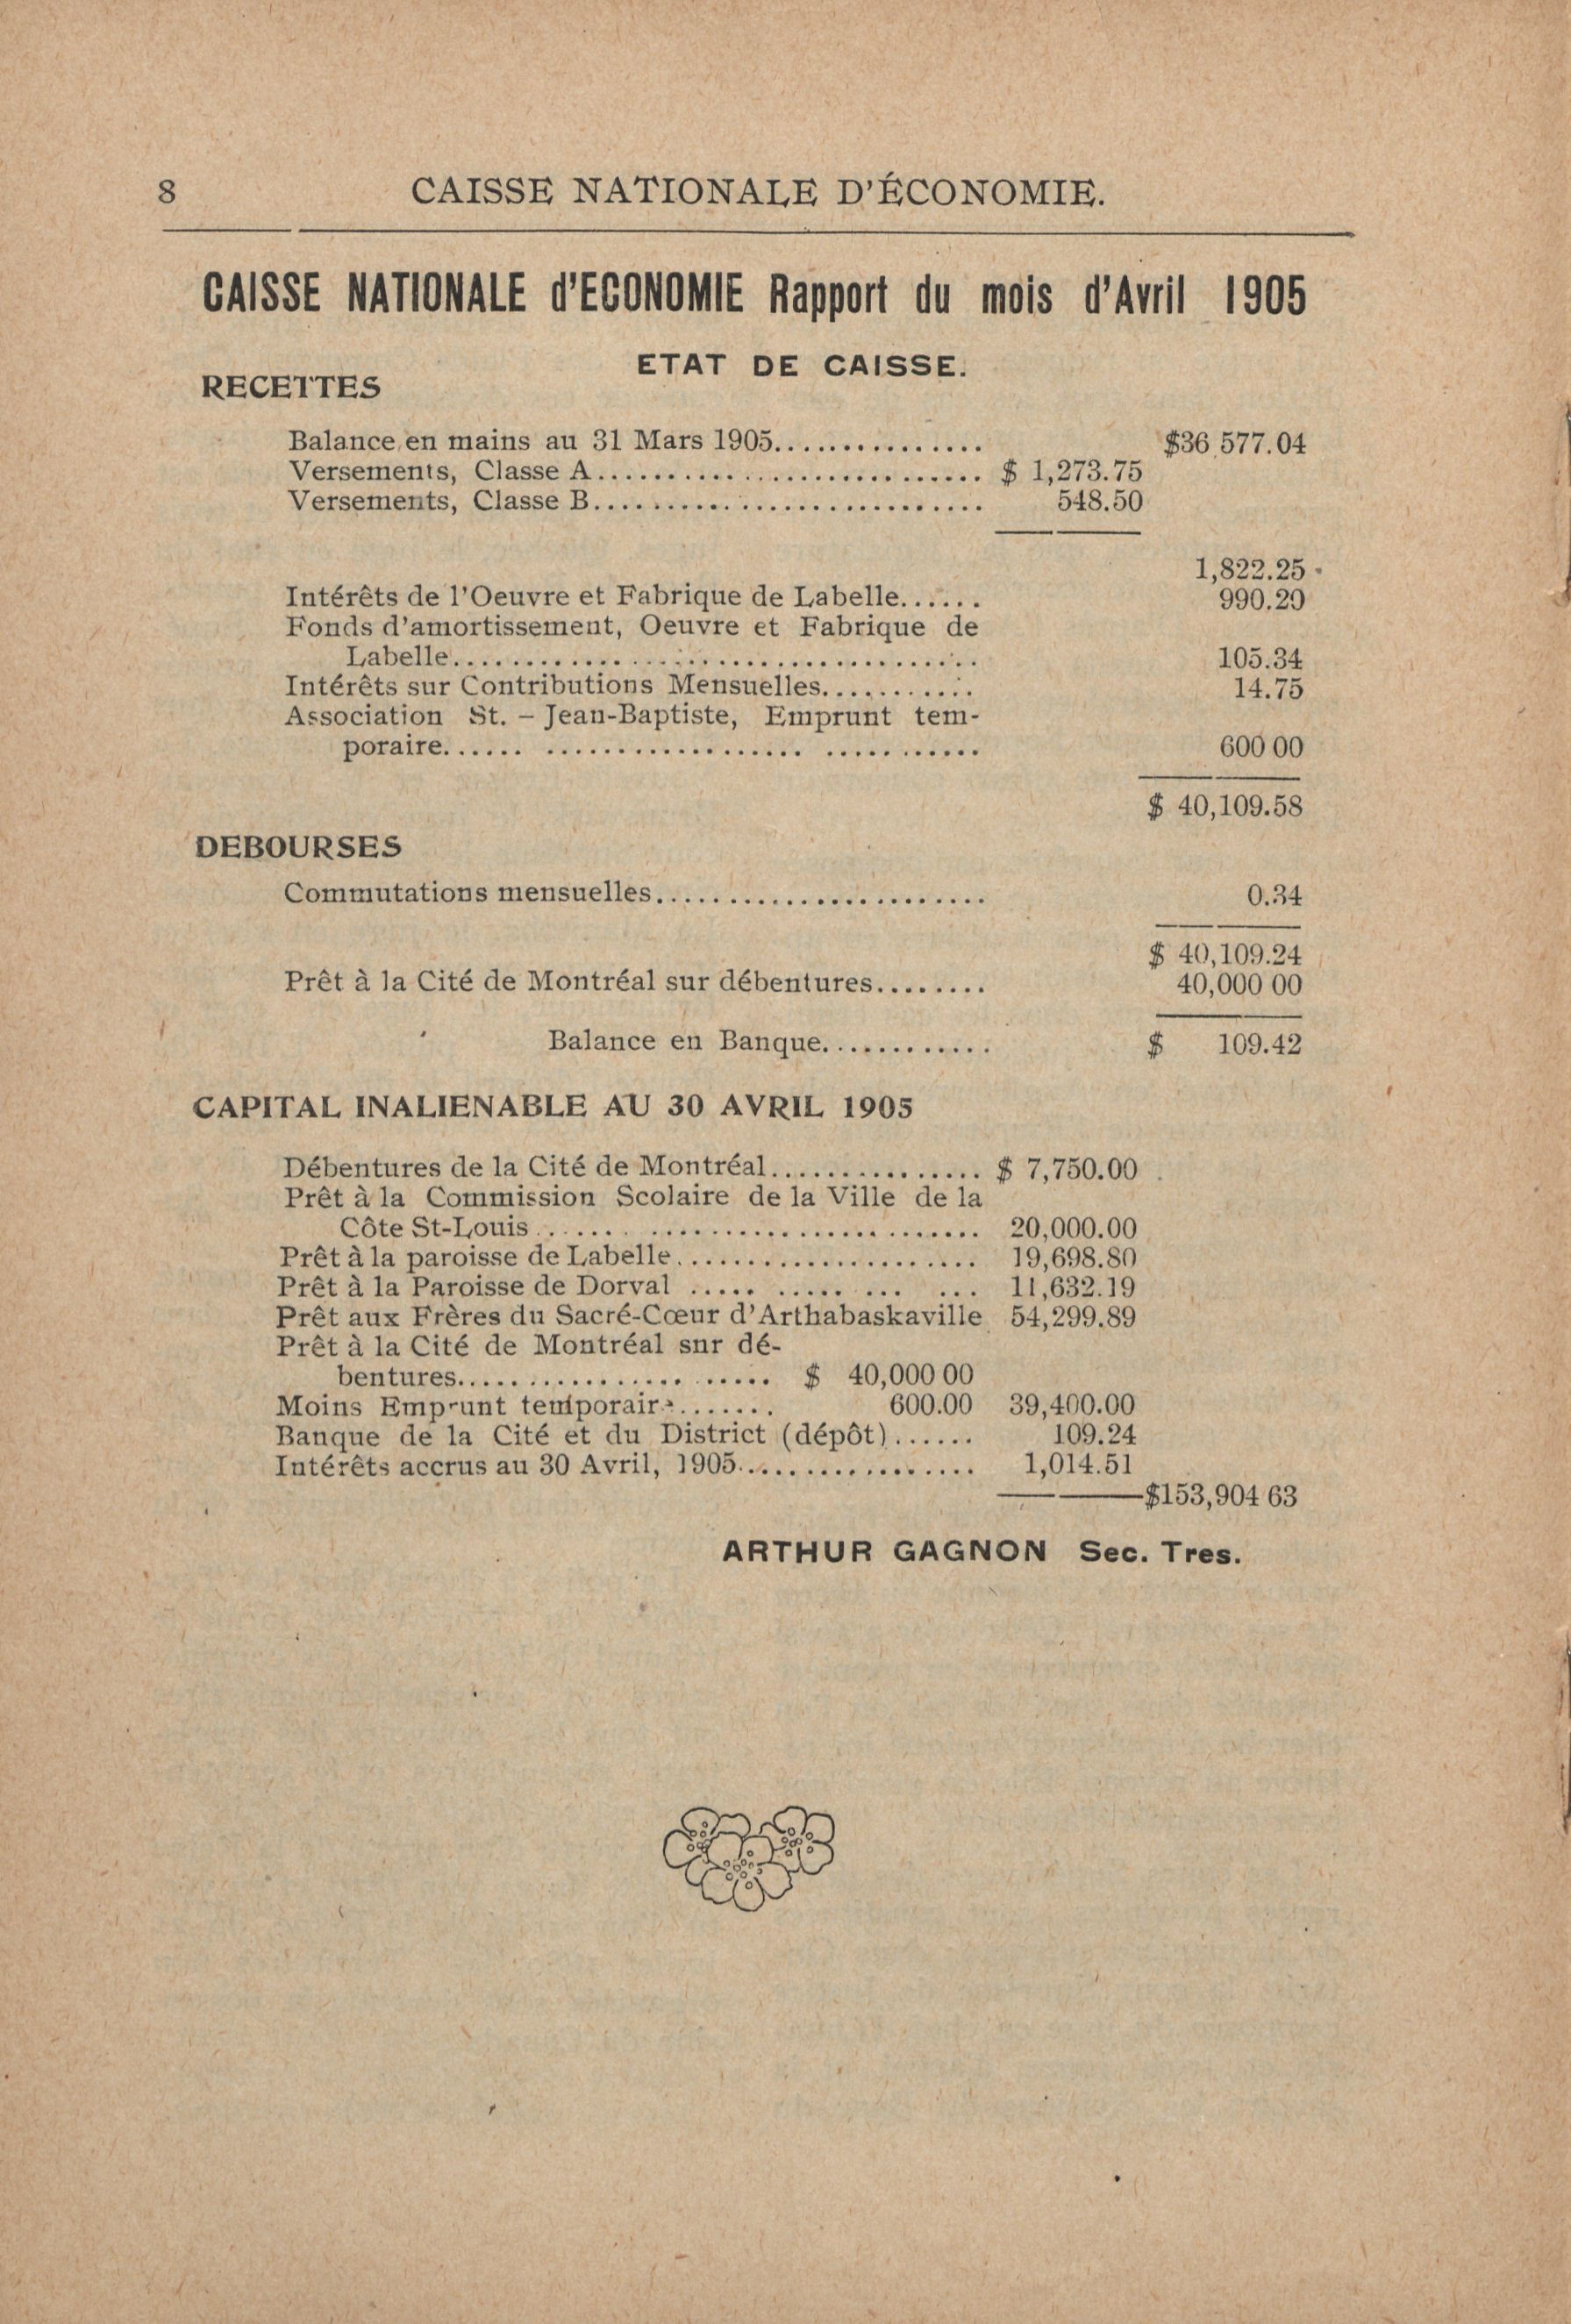 8 CAISSE NATIONALE D'ÉCONOMIE.
CAISSE NATIONALE d'ECONOMIE Rapport du mois d'Avril 1905
ETAT DE CAISSE.
RECETTES
Balance en mains au 31 Mars 1905............... $36 577.04
Versements, Classe A........................... $ 1,273.75
Versements, Classe B........................... 548.50
1,822.25
Intérêts de l'Oeuvre et Fabrique de Labelle...... 990.20
Fonds d'amortissement, Oeuvre et Fabrique de
Labelle.................................... 105.34
Intérêts sur Contributions Mensuelles........... 14.75
Association St. – Jean-Baptiste, Emprunt tem-
poraire...... .................. ........... 600 00
$ 40,109.58
DEBOURSES
Commutations mensuelles....................... 0.34
$ 40,109.24
Prêt à la Cité de Montréal sur débentures........ 40,000 00
Balance en Banque............ $ 109.42
CAPITAL INALIENABLE AU 30 AVRIL 1905
Débentures de la Cité de Montréal............... $ 7,750.00
Prêt à la Commission Scolaire de la Ville de la
Côte St-Louis...... ....................... 20,000.00
Prêt à la paroisse de Labelle..................... 19,698.80
Prêt à la Paroisse de Dorval ..... ..... ... ... 11,632.19
Prêt aux Frères du Sacré-Cœur d'Arthabaskaville 54,299.89
Prêt à la Cité de Montréal snr dé-
bentures................ ..... $ 40,000 00
Moins Emprunt temporaire....... 600.00 39,400.00
Banque de la Cité et du District (dépôt)...... 109.24
Intérêts accrus au 30 Avril, 1905................. 1,014.51
$153,904 63
ARTHUR GAGNON Sec. Tres.